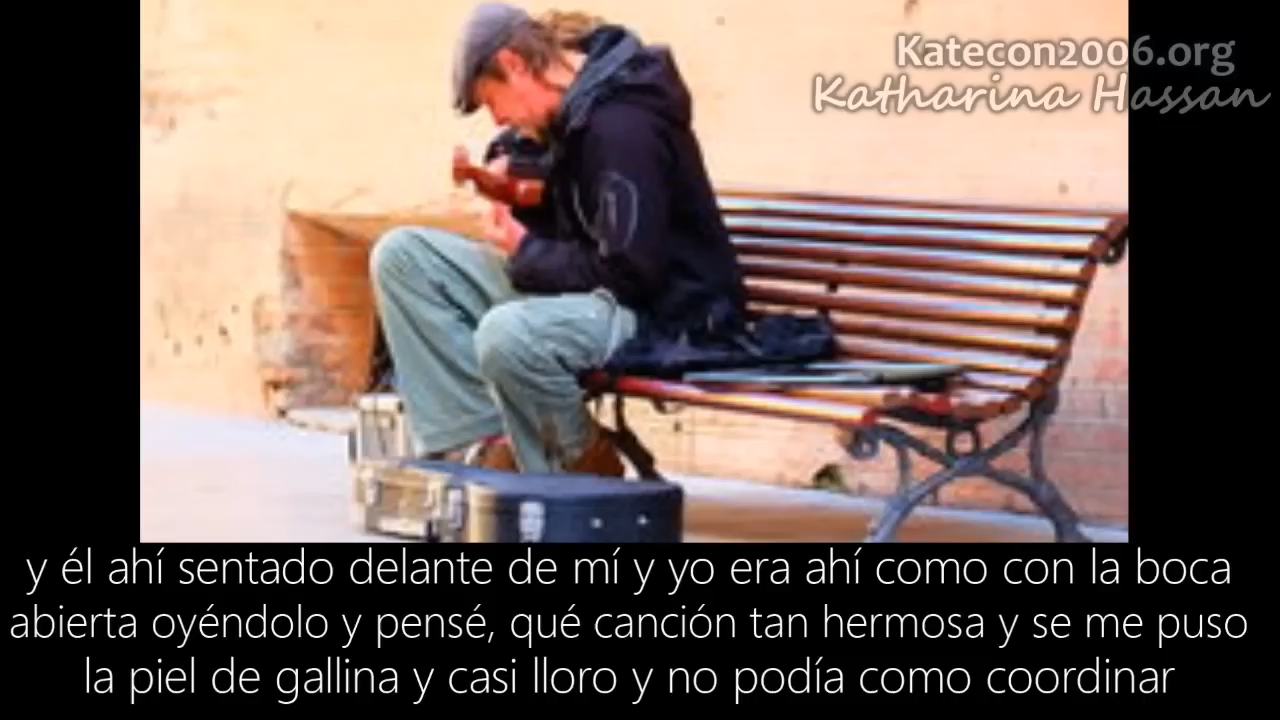 Katecon2006.org
Katharina Hassan
y él ahí sentado delante de mí y yo era ahí como con la boca
abierta oyéndolo y pensé, qué canción tan hermosa y se me puso
la piel de gallina y casi lloro y no podía como coordinar